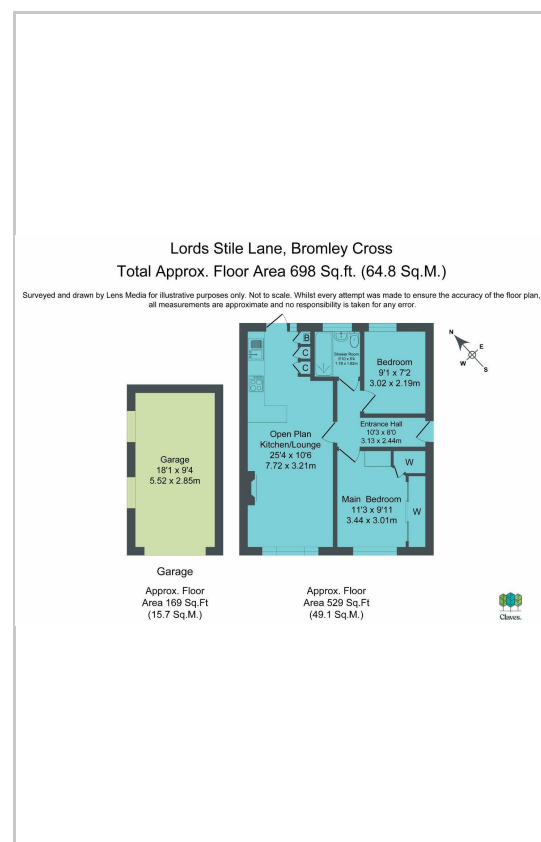 Lords Stile Lane, Bromley Cross
Total Approx. Floor Area 698 Sq.ft. (64.8 Sq.M.)
Surveyed and drawn by Lens Media for illustrative purposes only. Not to scale. Whilst every attempt was made to ensure the accuracy of the floor plan,
all measurements are approximate and no responsibility is taken for any error.
B
C
C
Shower Room
Bedroom
9'1 x 7'2
3.02 x 2.19m
N
E
W
S
Entrance Hall
10'3 x 8'0
3.13 x 2.44m
Open Plan
Kitchen/Lounge
25'4 x 10'6
7.72 x 3.21m
Garage
18'1 x 9'4
5.52 x 2.85m
W
W
Main Bedroom
11'3 x 9'11
3.44 x 3.01m
Garage
Approx. Floor
Area 169 Sq.Ft
(15.7 Sq.M.)
Approx. Floor
Area 529 Sq.Ft
(49.1 Sq.M.)
Claves.